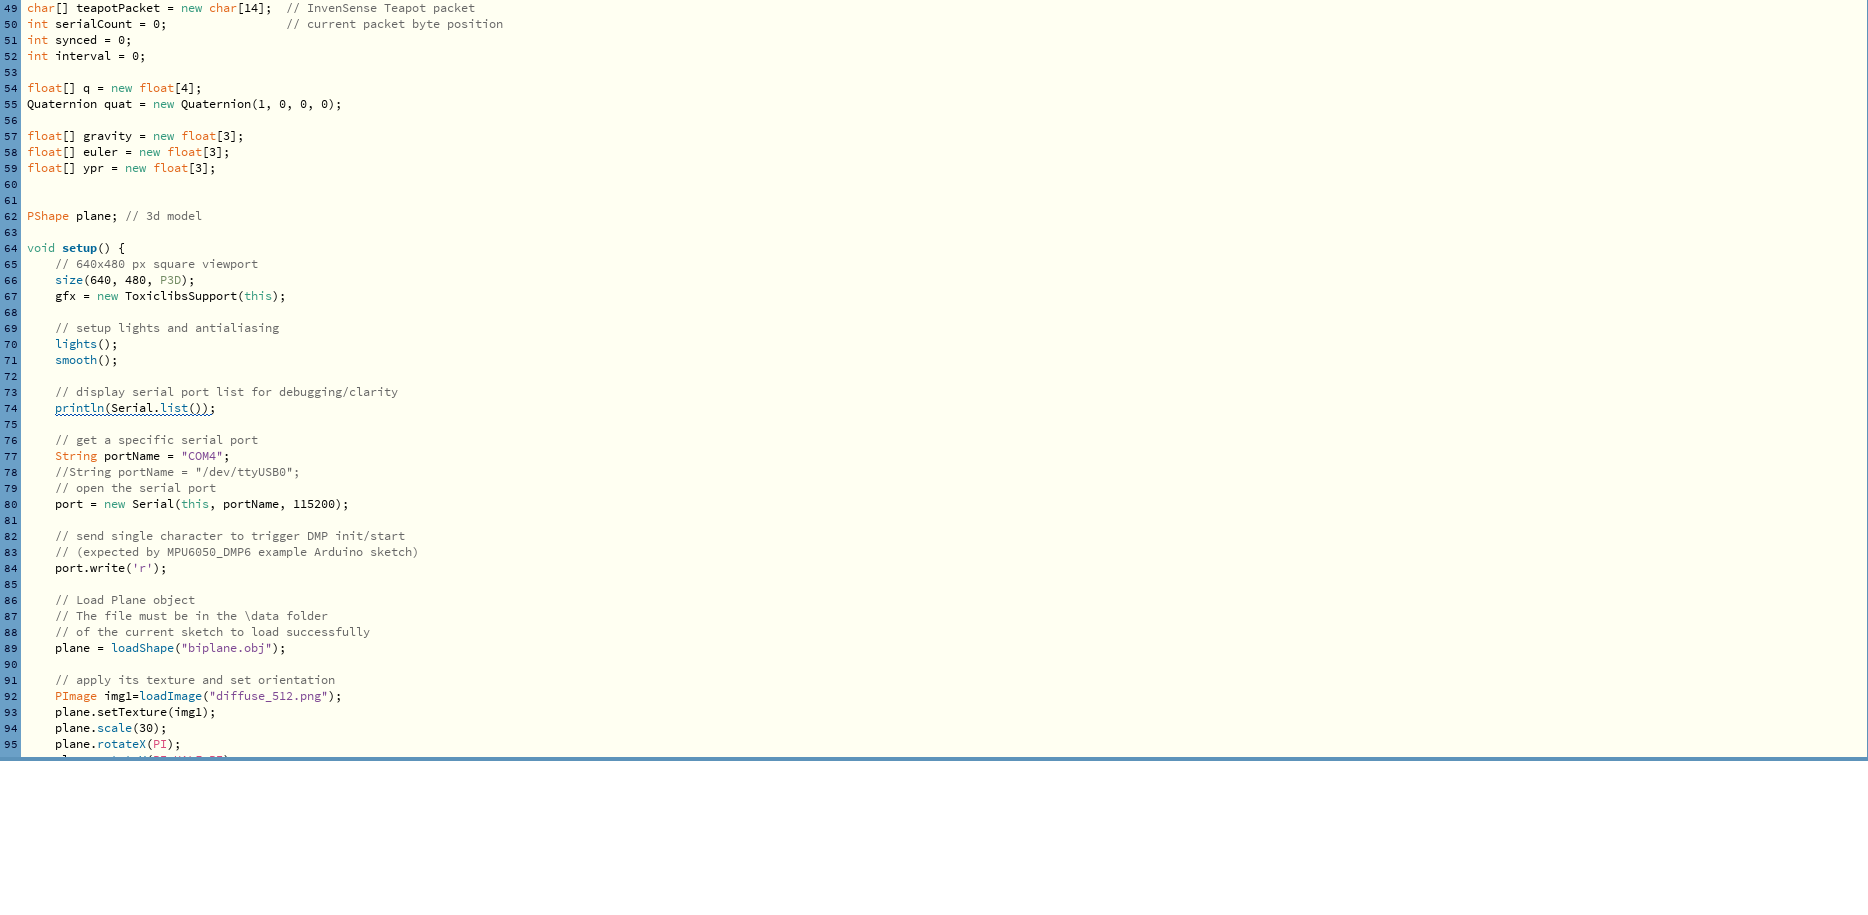 49 char[] teapotPacket = new char[14];  // InvenSense Teapot packet
50 int serialCount = 0;                 // current packet byte position
51 int synced = 0;
52 int interval = 0;
53
54 float[] q = new float[4];
55 Quaternion quat = new Quaternion(1, 0, 0, 0);
56
57 float[] gravity = new float[3];
58 float[] euler = new float[3];
59 float[] ypr = new float[3];
60
61
62 PShape plane; // 3d model
63
64 void setup() {
65     // 640x480 px square viewport
66     size(640, 480, P3D);
67     gfx = new ToxiclibsSupport(this);
68
69     // setup lights and antialiasing
70     lights();
71     smooth();
72
73     // display serial port list for debugging/clarity
74     println(Serial.list());
75
76     // get a specific serial port
77     String portName = "COM4";
78     //String portName = "/dev/ttyUSB0";
79     // open the serial port
80     port = new Serial(this, portName, 115200);
81
82     // send single character to trigger DMP init/start
83     // (expected by MPU6050_DMP6 example Arduino sketch)
84     port.write('r');
85
86     // Load Plane object
87     // The file must be in the \data folder
88     // of the current sketch to load successfully
89     plane = loadShape("biplane.obj");
90
91     // apply its texture and set orientation
92     PImage img1=loadImage("diffuse_512.png");
93     plane.setTexture(img1);
94     plane.scale(30);
95     plane.rotateX(PI);